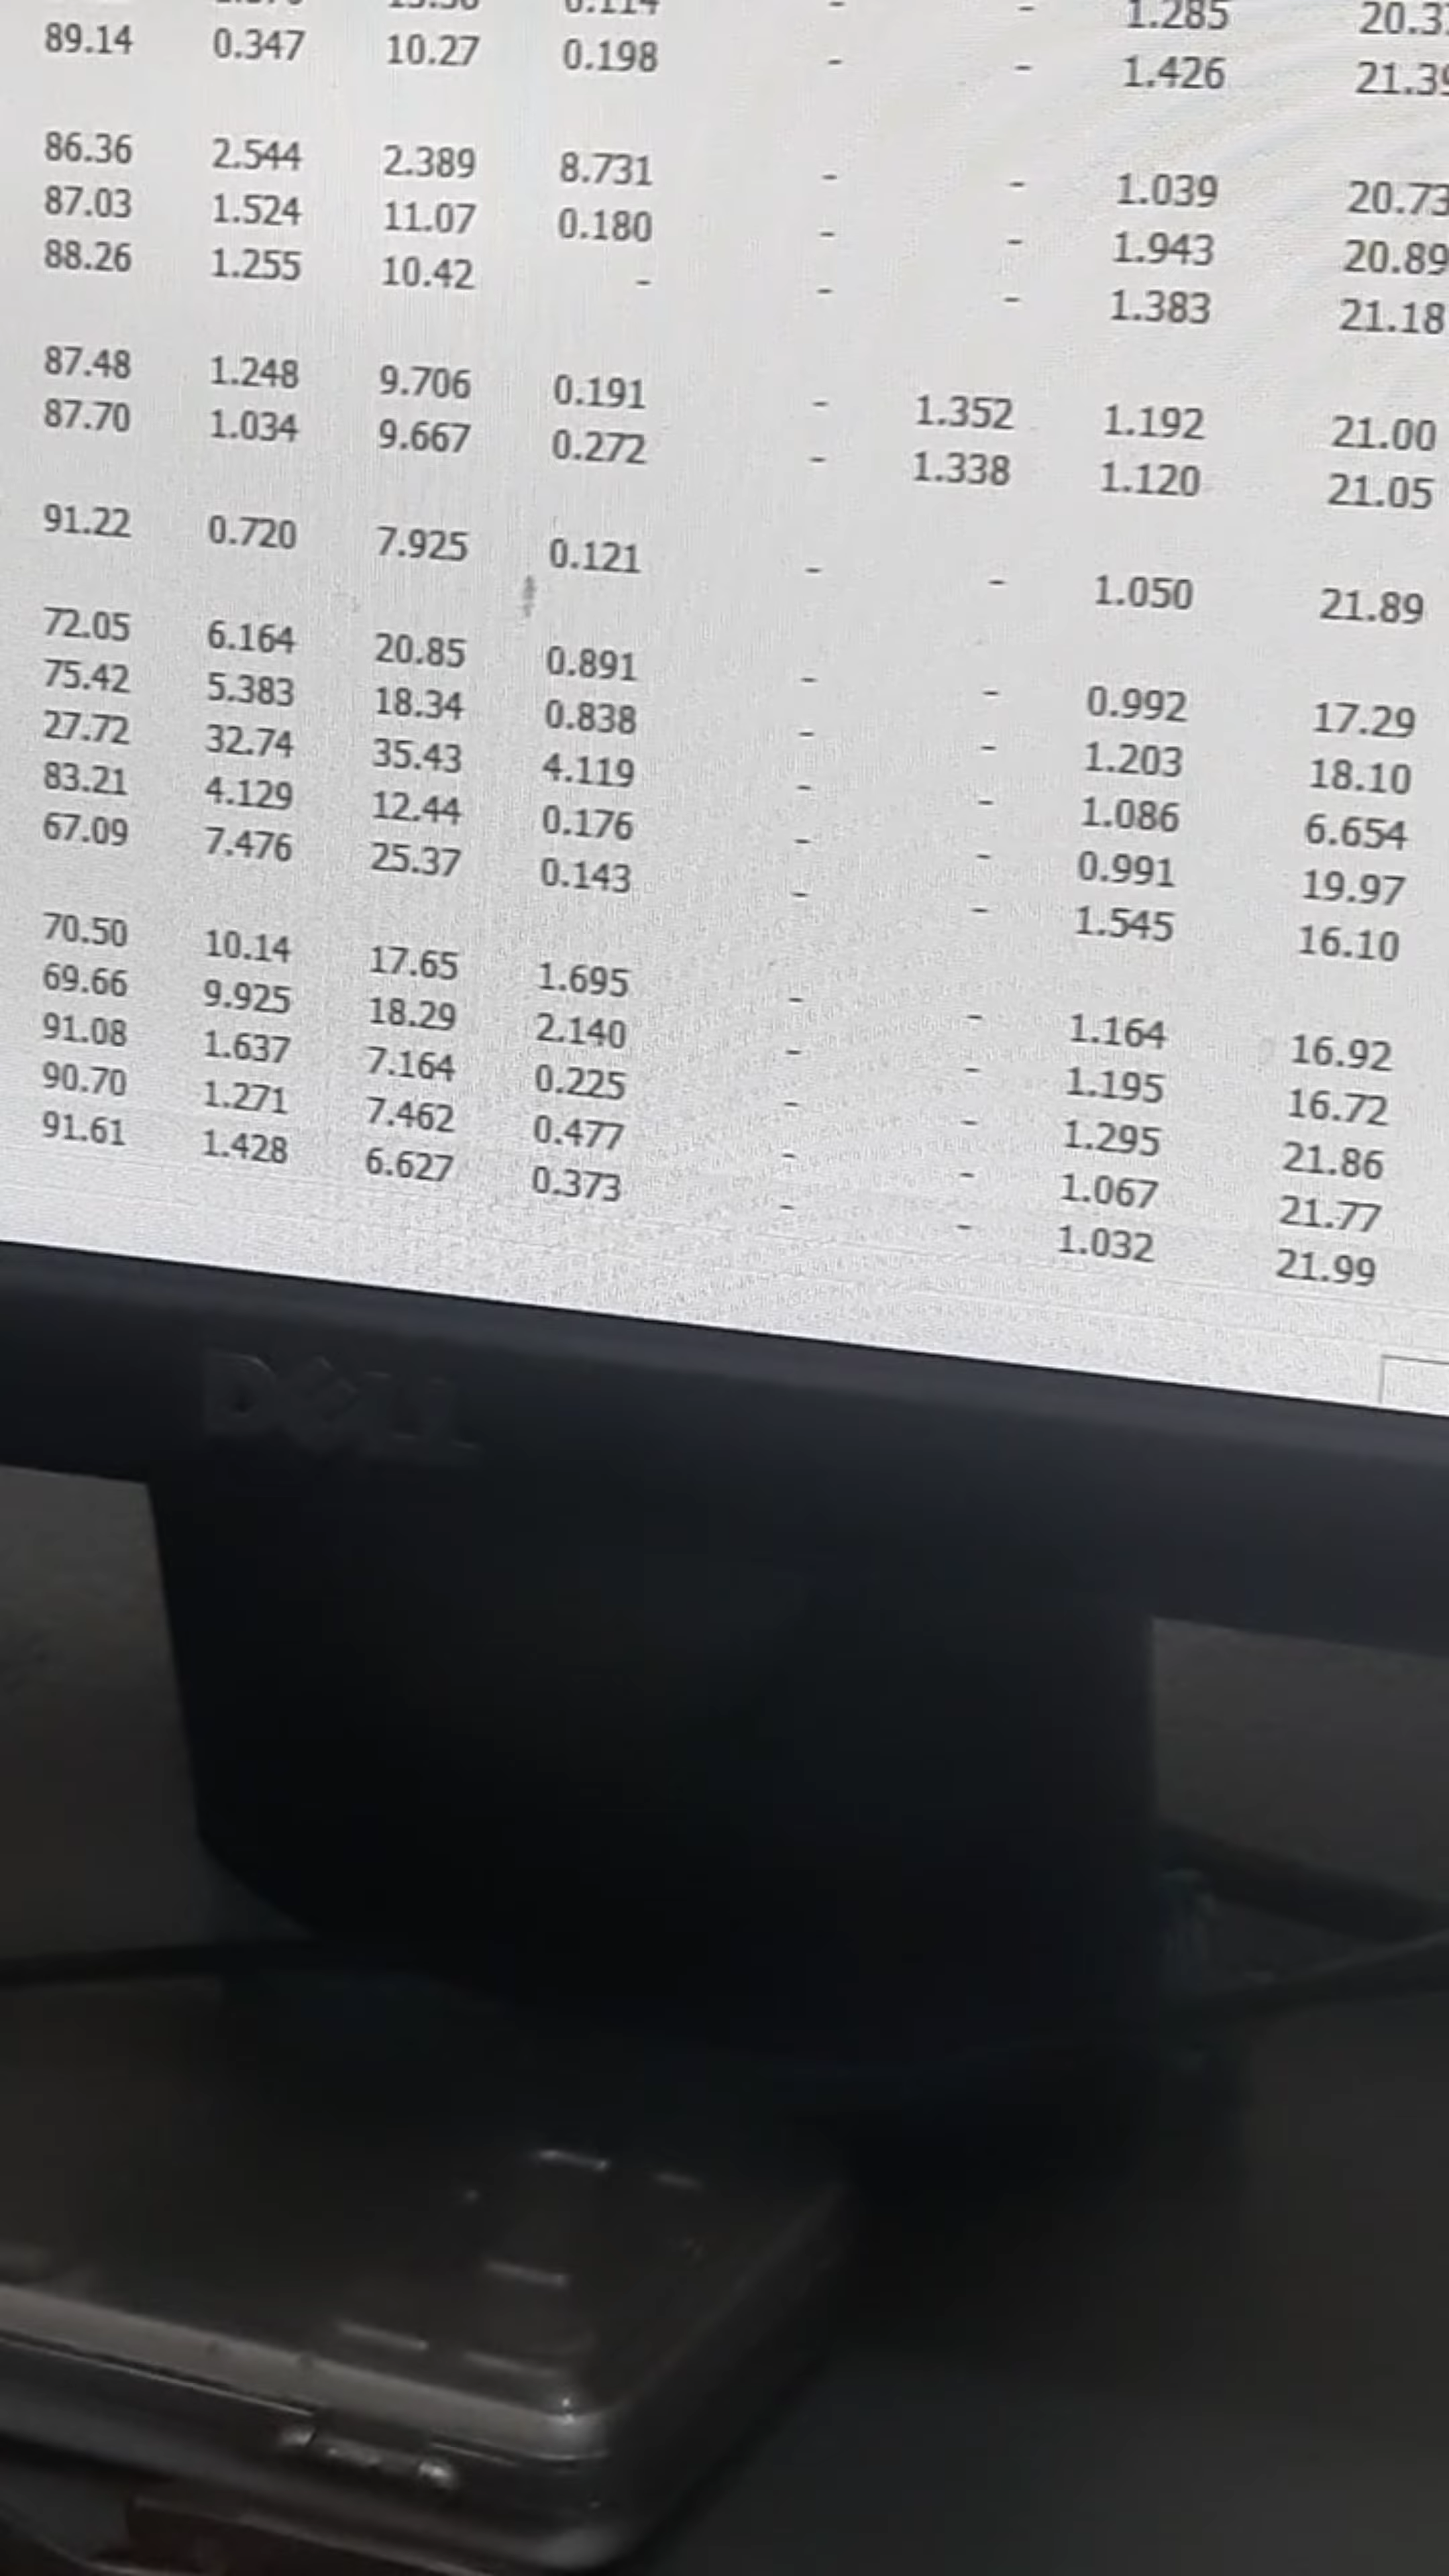 1.285 20.3
89.14 0.347 10.27 0.198 - - 1.426 21.39
86.36 2.544 2.389 8.731 - - 1.039 20.73
87.03 1.524 11.07 0.180 - - 1.943 20.89
88.26 1.255 10.42 - - - 1.383 21.18
87.48 1.248 9.706 0.191 - 1.352 1.192 21.00
87.70 1.034 9.667 0.272 - 1.338 1.120 21.05
91.22 0.720 7.925 0.121 - - 1.050 21.89
72.05 6.164 20.85 0.891 - - 0.992 17.29
75.42 5.383 18.34 0.838 - - 1.203 18.10
27.72 32.74 35.43 4.119 - - 1.086 6.654
83.21 4.129 12.44 0.176 - - 0.991 19.97
67.09 7.476 25.37 0.143 - - 1.545 16.10
70.50 10.14 17.65 1.695 - - 1.164 16.92
69.66 9.925 18.29 2.140 - - 1.195 16.72
91.08 1.637 7.164 0.225 - - 1.295 21.86
90.70 1.271 7.462 0.477 - - 1.067 21.77
91.61 1.428 6.627 0.373 - - 1.032 21.99
DELL